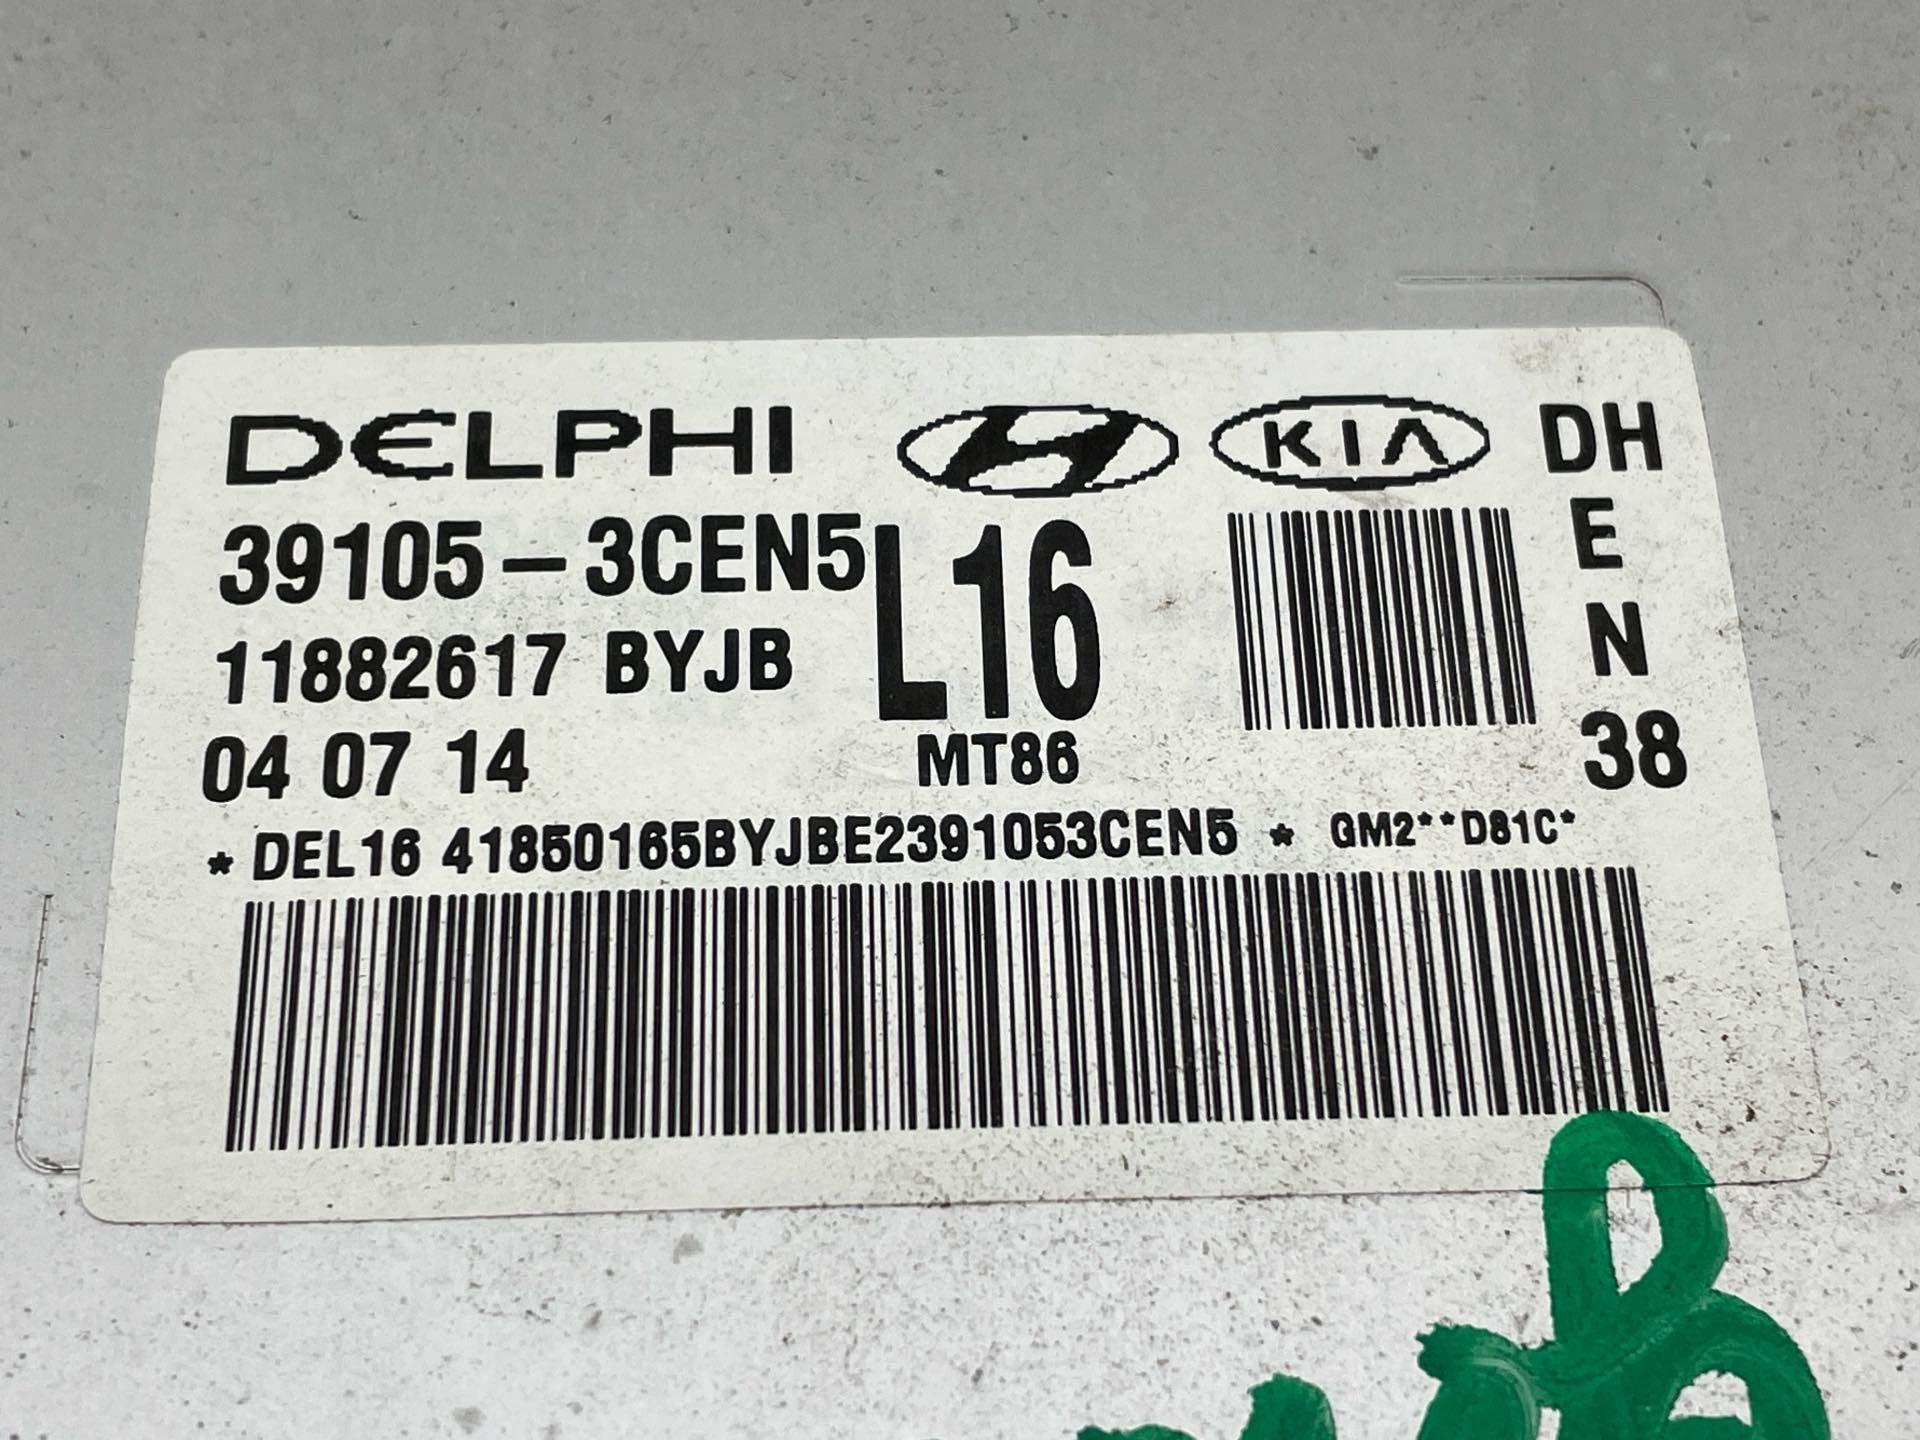 DELPHI KIA DH
39105-3CEN5 L16 E
11882617 BYJB N
04 07 14 MT86 38
* DEL16 41850165BYJBE2391053CEN5 * GM2**D81C*